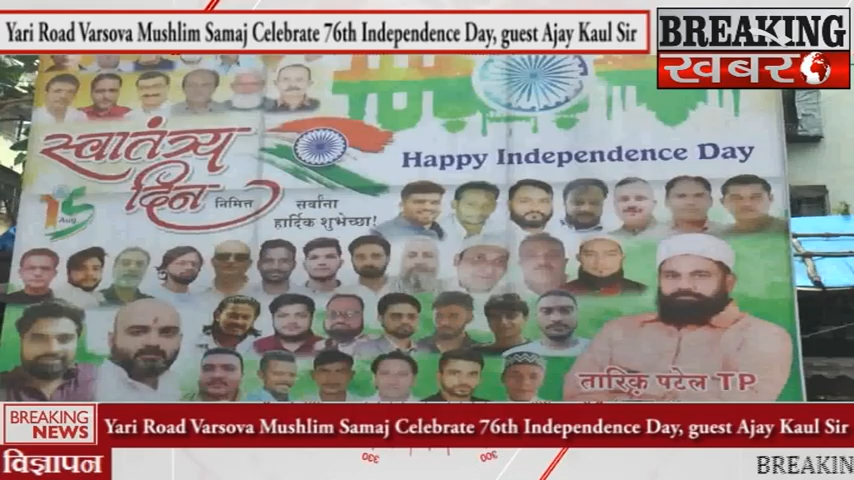 Yari Road Varsova Mushlim Samaj Celebrate 76th Independence Day, guest Ajay Kaul Sir
BREAKING
खबर
स्वातंत्र्य
दिन निमित्त
15 Aug
सर्वांना
हार्दिक शुभेच्छा!
Happy Independence Day
तारिक़ पटेल TP
BREAKING
NEWS
Yari Road Varsova Mushlim Samaj Celebrate 76th Independence Day, guest Ajay Kaul Sir
विज्ञापन
330
300
BREAKIN